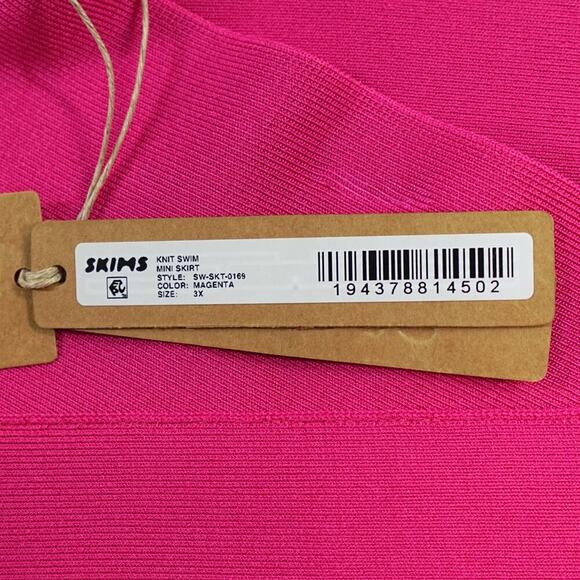 SKIMS
KNIT SWIM
MINI SKIRT
STYLE: SW-SKT-0169
COLOR: MAGENTA
SIZE: 3X
194378814502